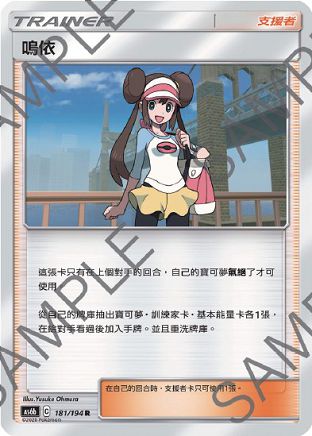 TRAINER 支援者
鳴依
SAMPLE
這張卡只有在上個對手的回合，自己的寶可夢氣絕了才可
使用。
從自己的牌庫抽出寶可夢・訓練家卡・基本能量卡各1張，
在給對手看過後加入手牌。並且重洗牌庫。
Illus.Yusuke Ohmura
在自己的回合時，支援者卡只可使用1張。
AS6b C 181/194 R
©2020 Pokémon